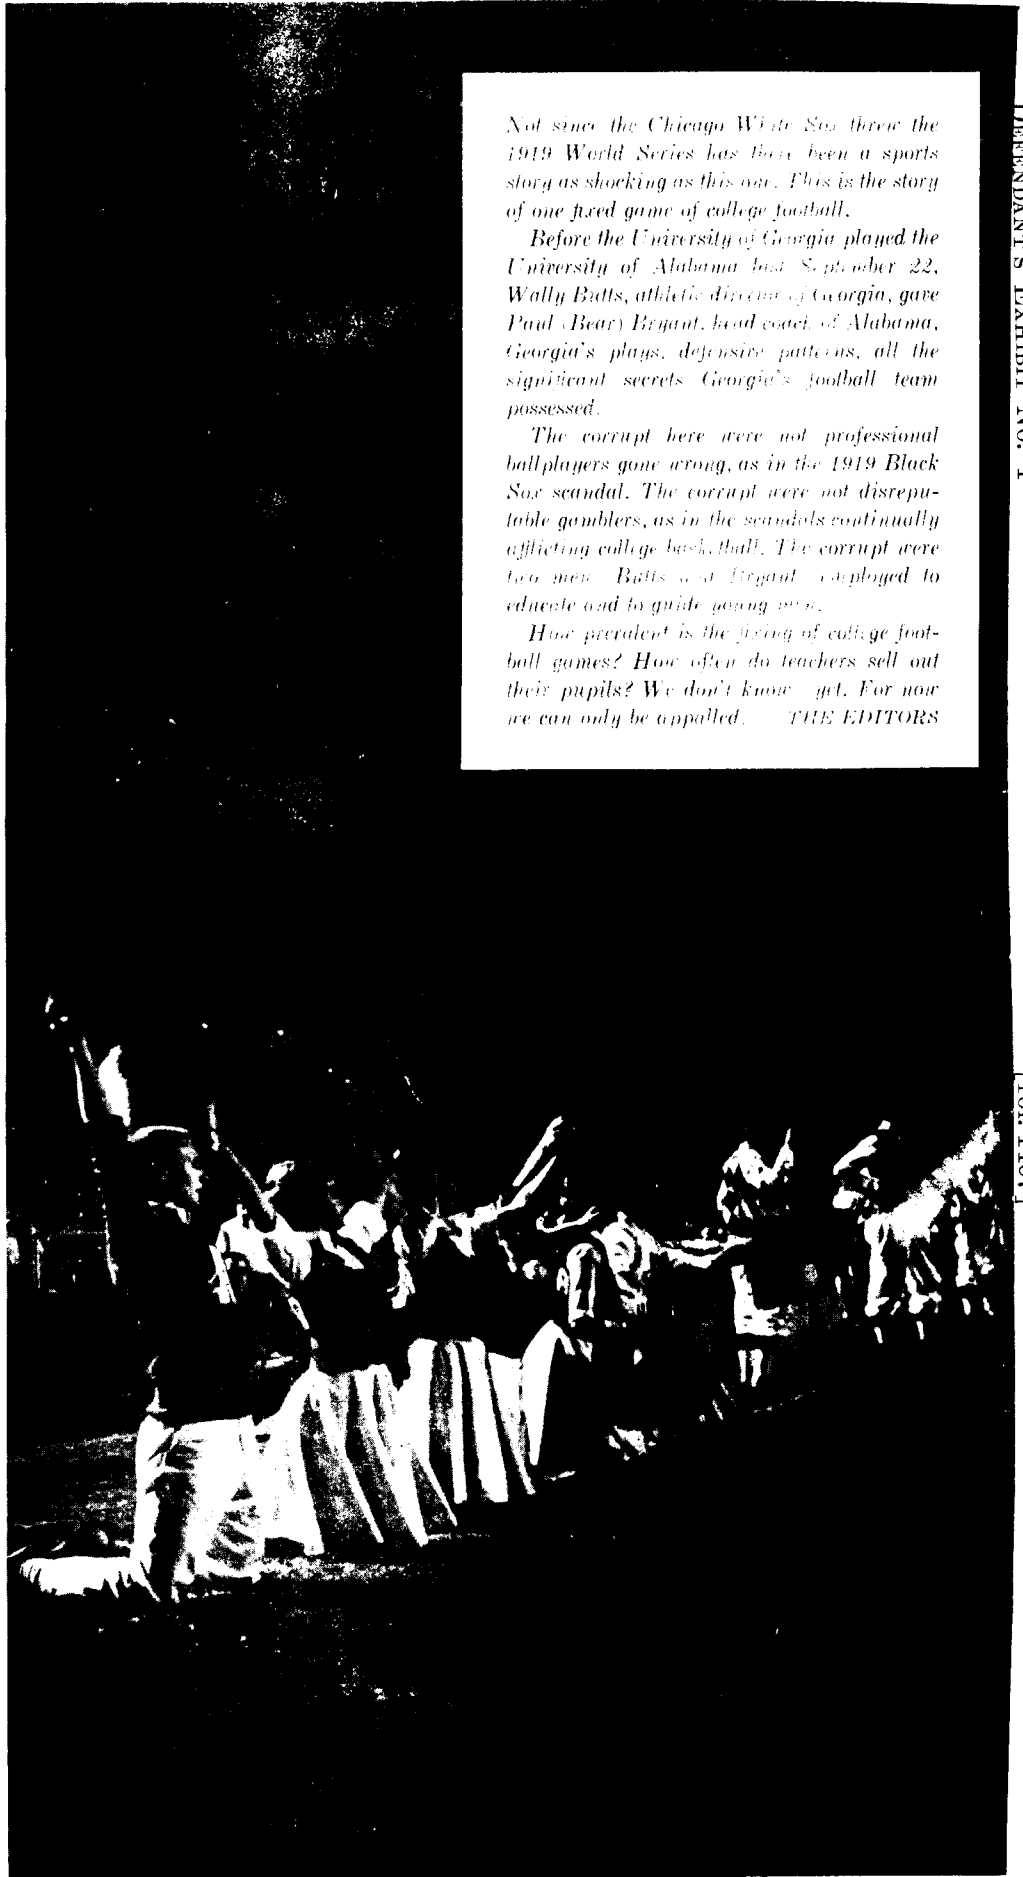 Not since the Chicago White Sox threw the
1919 World Series has there been a sports
story as shocking as this one. This is the story
of one fixed game of college football.
Before the University of Georgia played the
University of Alabama last September 22,
Wally Butts, athletic director of Georgia, gave
Paul (Bear) Bryant, head coach of Alabama,
Georgia's plays, defensive patterns, all the
significant secrets Georgia's football team
possessed.
The corrupt here were not professional
ballplayers gone wrong, as in the 1919 Black
Sox scandal. The corrupt were not disrepu-
table gamblers, as in the scandals continually
afflicting college basketball. The corrupt were
two men Butts and Bryant employed to
educate and to guide young men.
How prevalent is the fixing of college foot-
ball games? How often do teachers sell out
their pupils? We don't know yet. For now
we can only be appalled. THE EDITORS
DEFENDANT'S EXHIBIT NO. 1